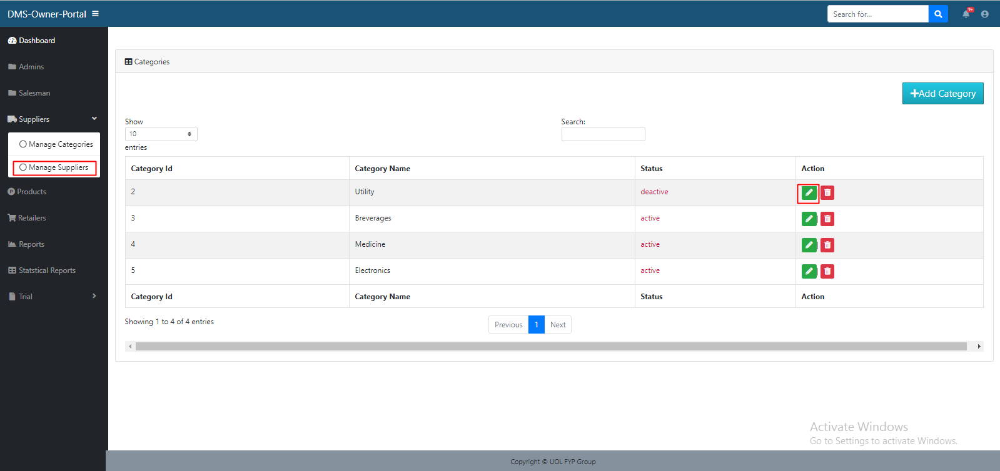 DMS-Owner-Portal
Search for...
9+
Dashboard
Admins
Salesman
Suppliers
Manage Categories
Manage Suppliers
P Products
Retailers
Reports
Statstical Reports
Trial
Categories
Add Category
Show
10
entries
Search:
Category Id Category Name Status Action
2 Utility deactive
3 Breverages active
4 Medicine active
5 Electronics active
Category Id Category Name Status Action
Showing 1 to 4 of 4 entries
Previous 1 Next
Activate Windows
Go to Settings to activate Windows.
Copyright © UOL FYP Group